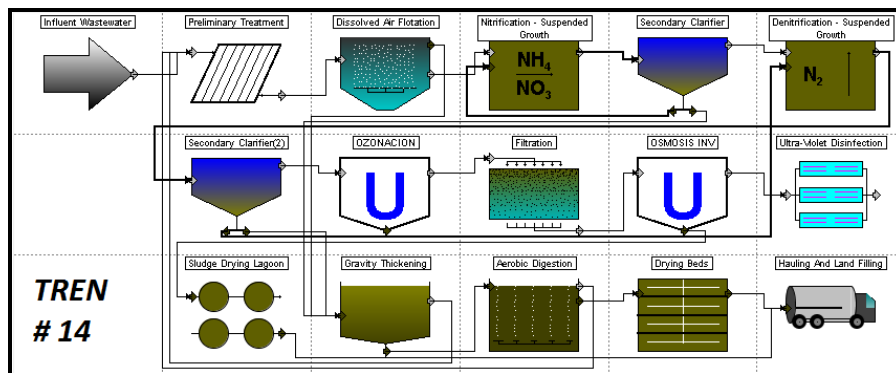 Influent Wastewater
Preliminary Treatment
Dissolved Air Flotation
Nitrification - Suspended
Growth
Secondary Clarifier
Denitrification - Suspended
Growth
NH4
NO3
N2
Secondary Clarifier(2)
OZONACION
Filtration
OSMOSIS INV
Ultra-Violet Disinfection
U
U
Sludge Drying Lagoon
Gravity Thickening
Aerobic Digestion
Drying Beds
Hauling And Land Filling
TREN
# 14